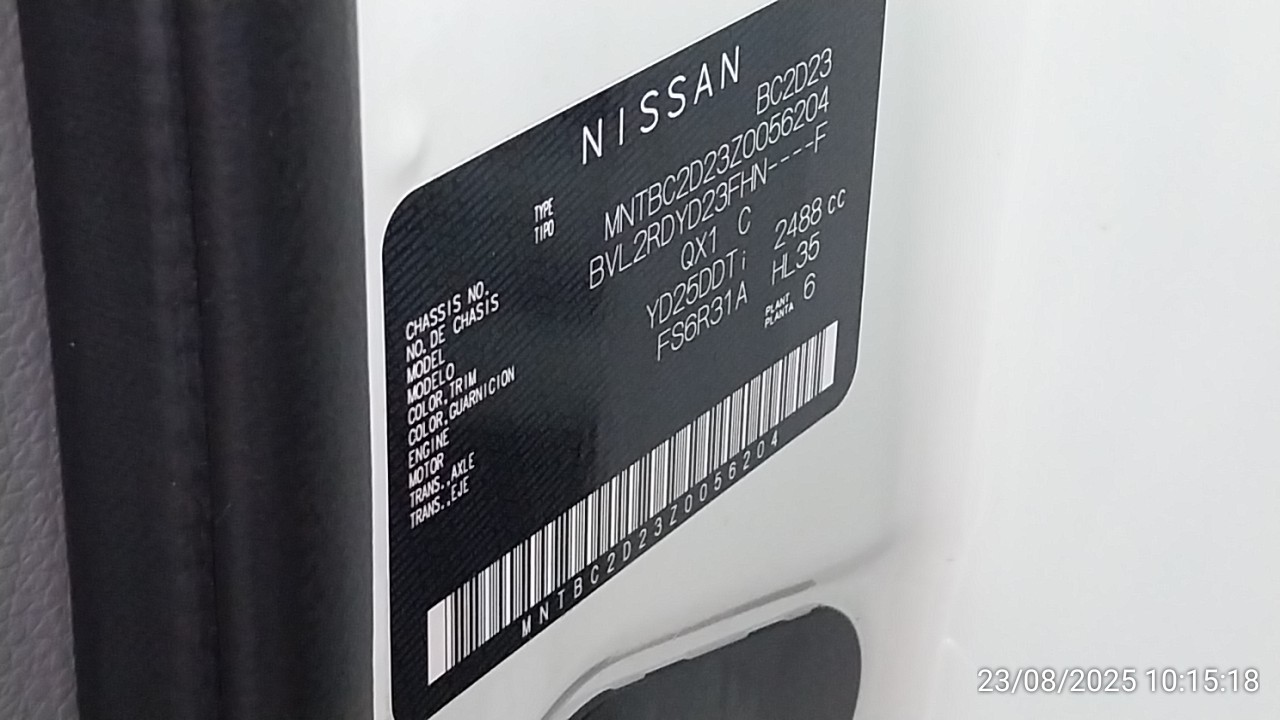 NISSAN
TYPE
TIPO
BC2D23
CHASSIS NO.
NO. DE CHASIS
MNTBC2D23Z0056204
MODEL
MODELO
BVL2RDYD23FHN----F
COLOR,TRIM
COLOR,GUARNICION
QX1 C
ENGINE
MOTOR
YD25DDTi 2488 cc
TRANS.,AXLE
TRANS.,EJE
FS6R31A HL35
PLANT
PLANTA
6
MNTBC2D23Z0056204
23/08/2025 10:15:18